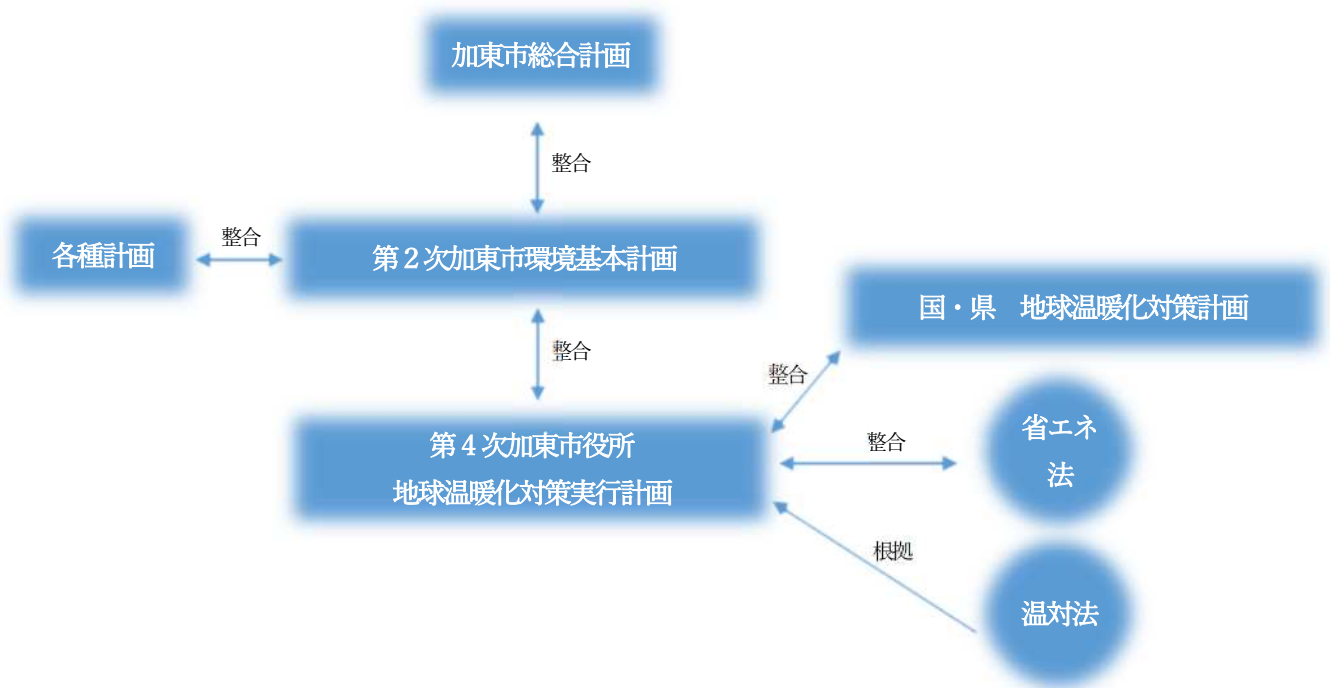 加東市総合計画
整合
各種計画
整合
第２次加東市環境基本計画
国・県　地球温暖化対策計画
整合
整合
第４次加東市役所
地球温暖化対策実行計画
整合
省エネ
法
根拠
温対法